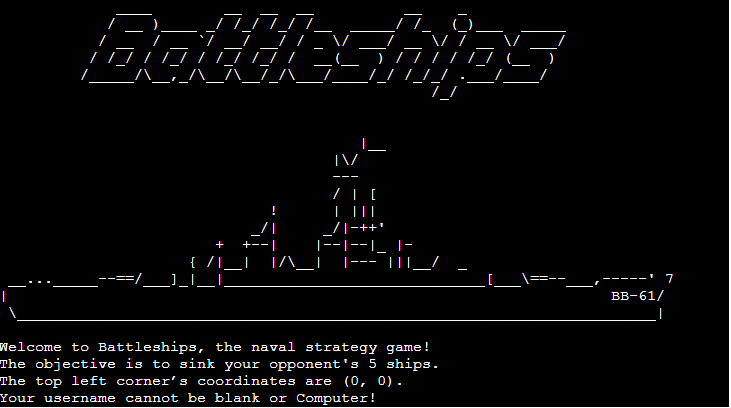 Battleships
BB-61/
Welcome to Battleships, the naval strategy game!
The objective is to sink your opponent's 5 ships.
The top left corner’s coordinates are (0, 0).
Your username cannot be blank or Computer!